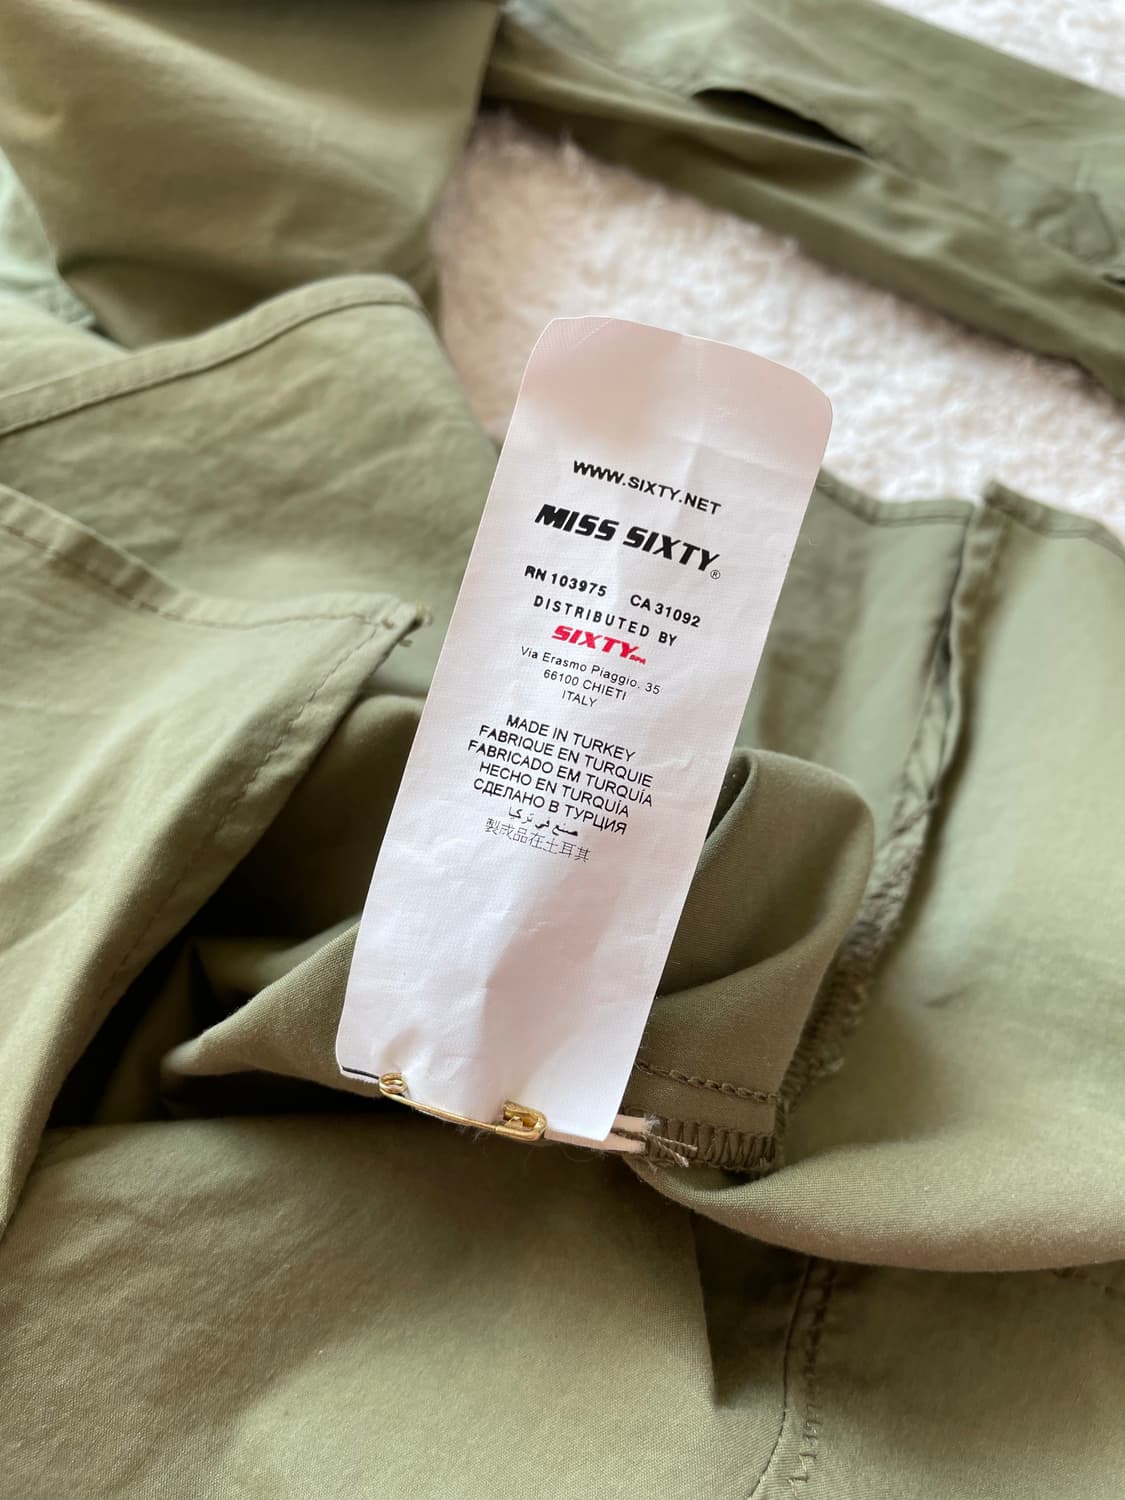 WWW.SIXTY.NET
MISS SIXTY®
RN 103975 CA 31092
DISTRIBUTED BY
SIXTY SPA
Via Erasmo Piaggio, 35
66100 CHIETI
ITALY
MADE IN TURKEY
FABRIQUE EN TURQUIE
FABRICADO EM TURQUÍA
HECHO EN TURQUÍA
СДЕЛАНО В ТУРЦИЯ
صنع في تركيا
製成品在土耳其